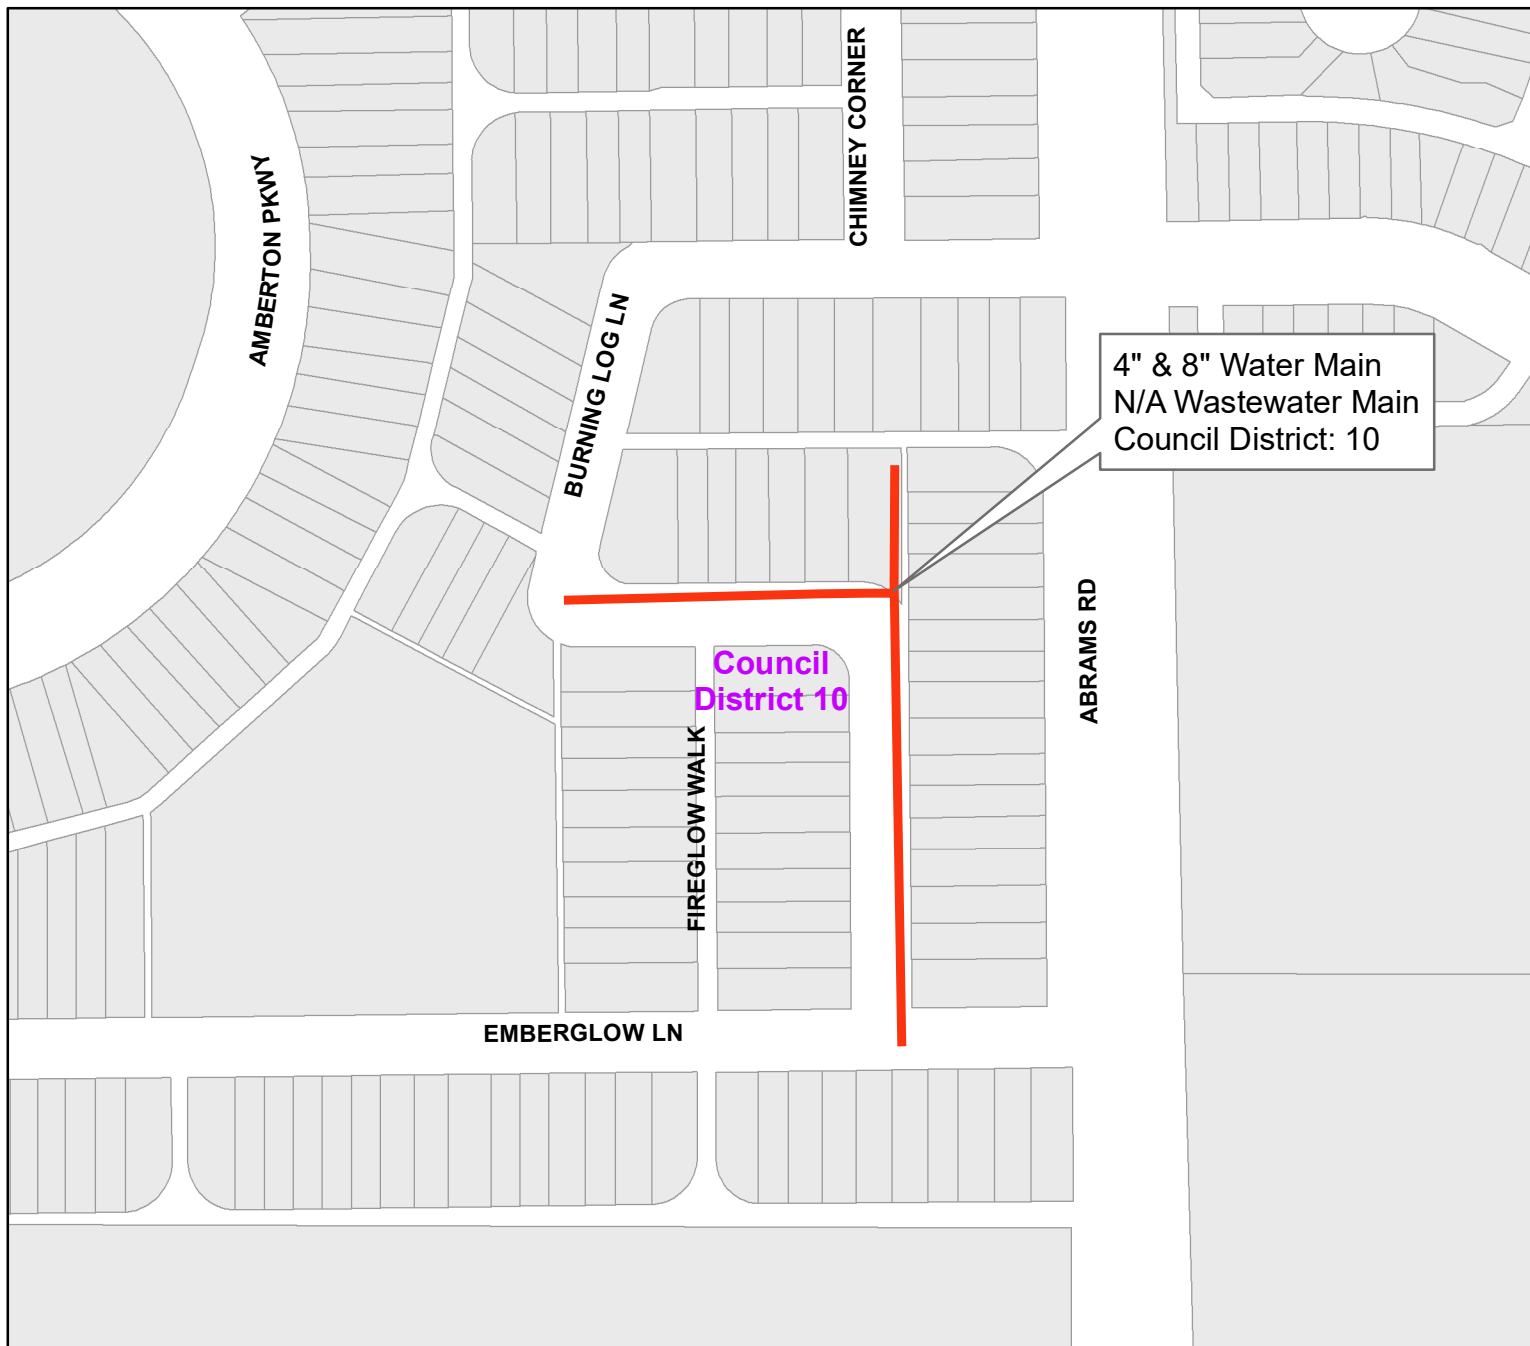 CHIMNEY CORNER
AMBERTON PKWY
BURNING LOG LN
4" & 8" Water Main
N/A Wastewater Main
Council District: 10
ABRAMS RD
Council
District 10
FIREGLOW WALK
EMBERGLOW LN